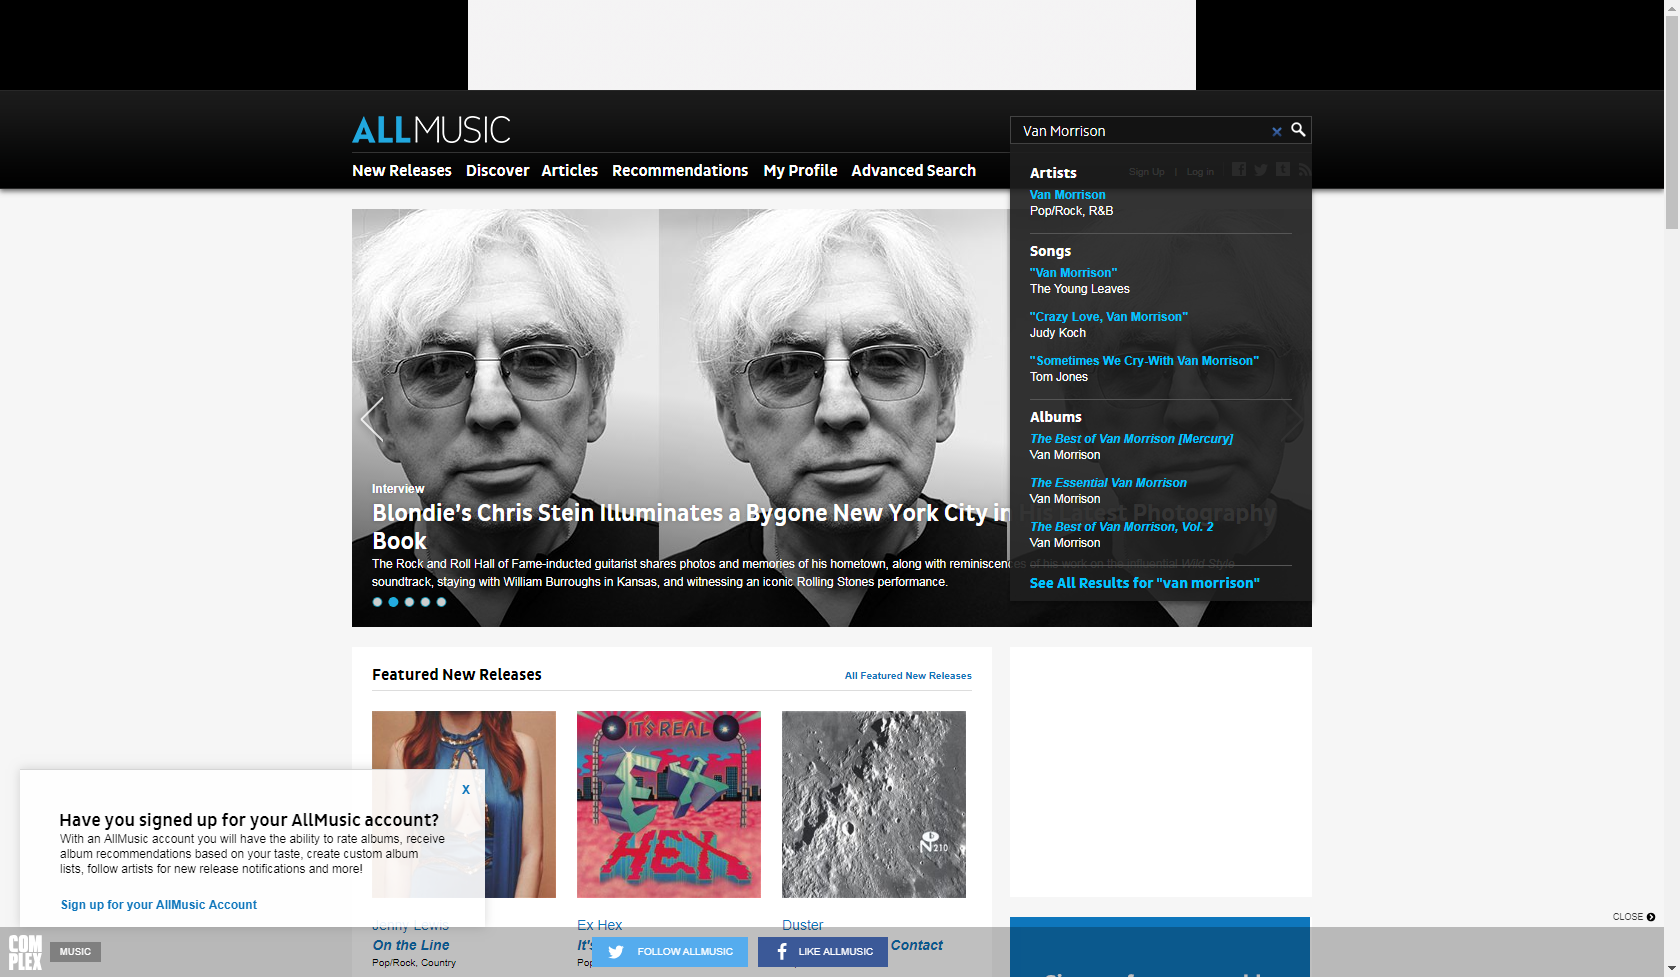 ALLMUSIC
Van Morrison
New Releases Discover Articles Recommendations My Profile Advanced Search
Sign Up | Log in
Artists
Van Morrison
Pop/Rock, R&B
Songs
"Van Morrison"
The Young Leaves
"Crazy Love, Van Morrison"
Judy Koch
"Sometimes We Cry-With Van Morrison"
Tom Jones
Albums
The Best of Van Morrison [Mercury]
Van Morrison
The Essential Van Morrison
Van Morrison
The Best of Van Morrison, Vol. 2
Van Morrison
See All Results for "van morrison"
Interview
Blondie's Chris Stein Illuminates a Bygone New York City in His Latest Photography
Book
The Rock and Roll Hall of Fame-inducted guitarist shares photos and memories of his hometown, along with reminiscences of his work on the influential Wild Style
soundtrack, staying with William Burroughs in Kansas, and witnessing an iconic Rolling Stones performance.
Featured New Releases
All Featured New Releases
IT'S REAL
EX
HEX
N210
Jenny Lewis
On the Line
Pop/Rock, Country
Ex Hex
It's
Duster
Contact
X
Have you signed up for your AllMusic account?
With an AllMusic account you will have the ability to rate albums, receive
album recommendations based on your taste, create custom album
lists, follow artists for new release notifications and more!
Sign up for your AllMusic Account
CLOSE
COMPLEX
MUSIC
FOLLOW ALLMUSIC
LIKE ALLMUSIC